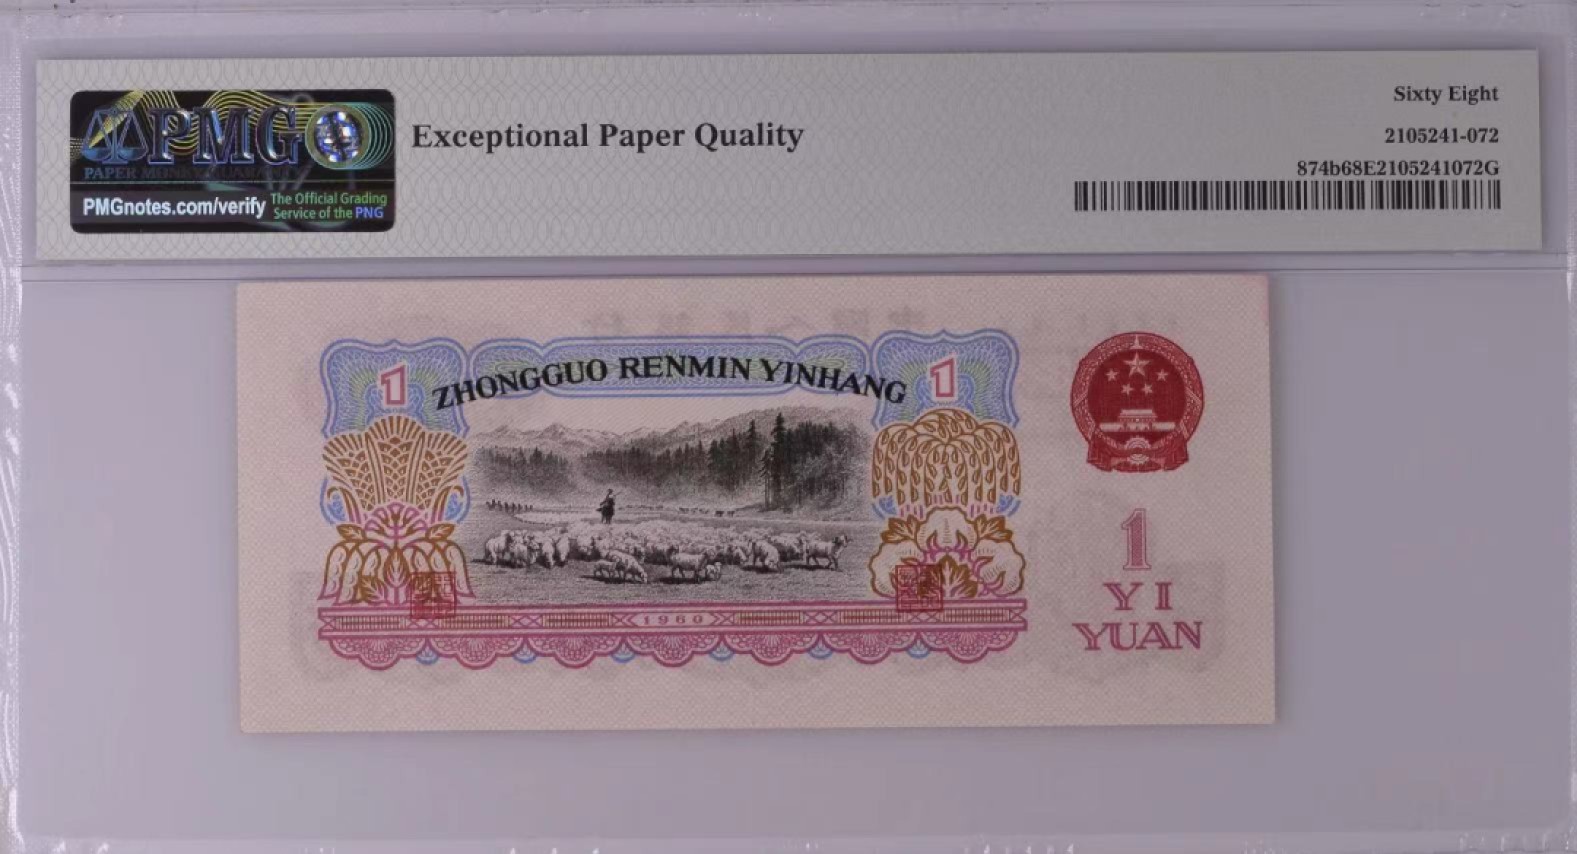 PMG
PAPER MONEY GUARANTY
PMGnotes.com/verify
The Official Grading
Service of the PNG
Exceptional Paper Quality
Sixty Eight
2105241-072
874b68E2105241072G
1
ZHONGGUO RENMIN YINHANG
1
1960
1
YI
YUAN